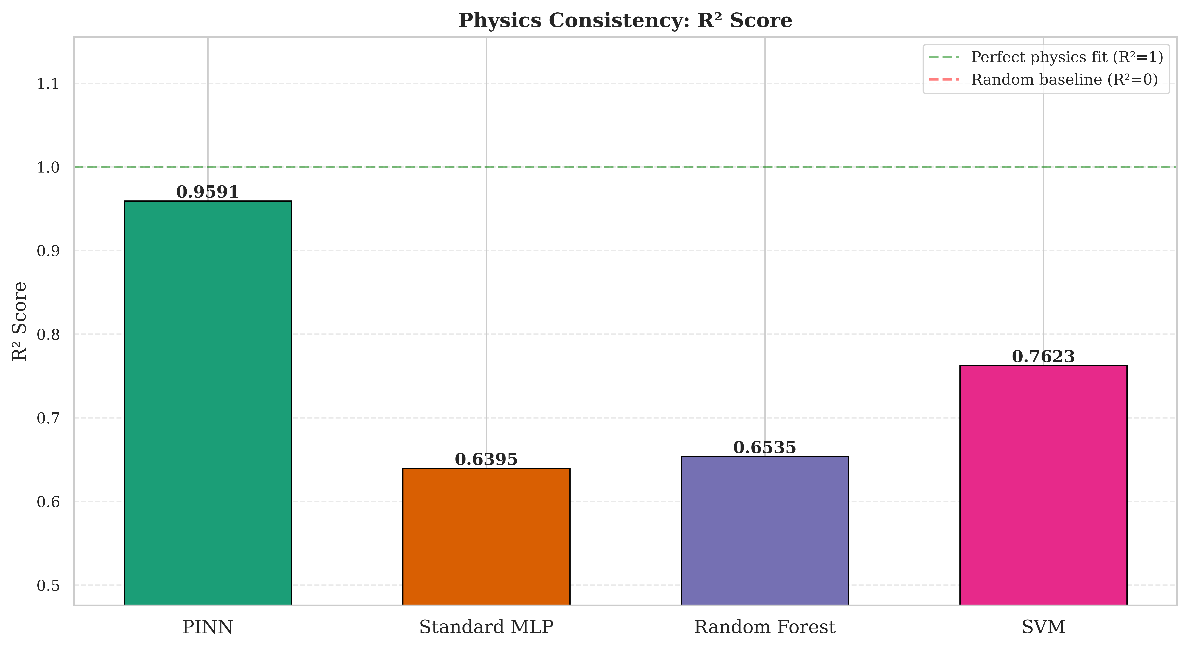 Physics Consistency: R² Score
Perfect physics fit (R²=1)
Random baseline (R²=0)
R² Score
1.1
1.0
0.9
0.8
0.7
0.6
0.5
0.9591
0.6395
0.6535
0.7623
PINN
Standard MLP
Random Forest
SVM